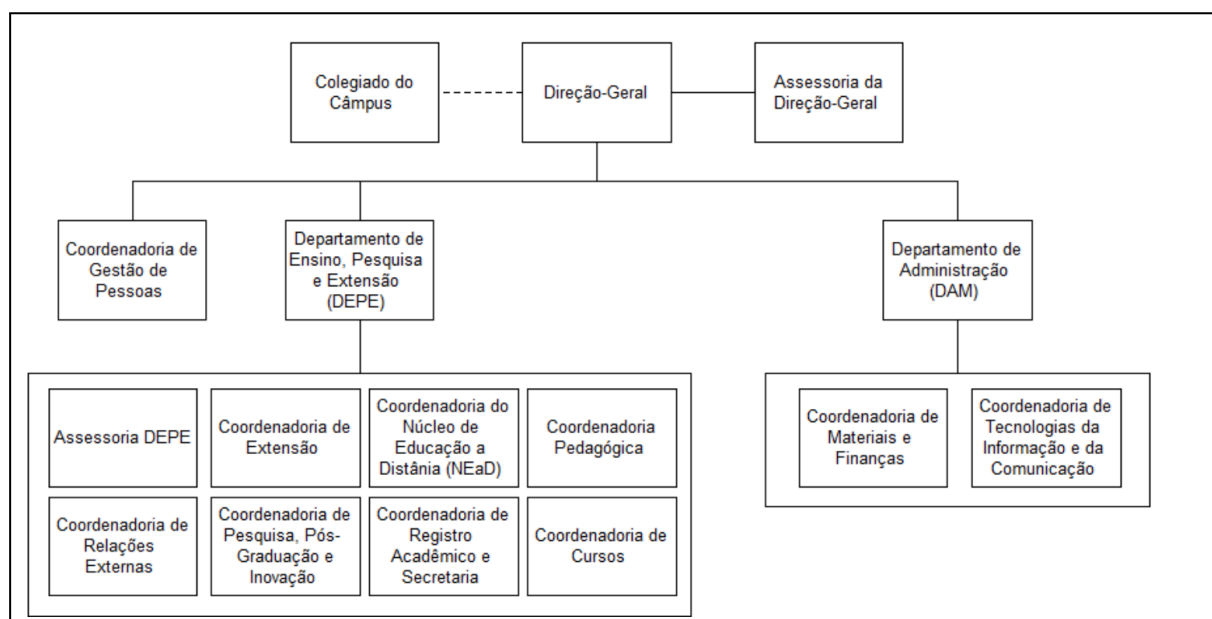 Colegiado do
Câmpus
Direção-Geral
Assessoria da
Direção-Geral
Coordenadoria de
Gestão de
Pessoas
Departamento de
Ensino, Pesquisa
e Extensão
(DEPE)
Departamento de
Administração
(DAM)
Assessoria DEPE
Coordenadoria de
Extensão
Coordenadoria do
Núcleo de
Educação a
Distânia (NEaD)
Coordenadoria
Pedagógica
Coordenadoria de
Relações
Externas
Coordenadoria de
Pesquisa, Pós-
Graduação e
Inovação
Coordenadoria de
Registro
Acadêmico e
Secretaria
Coordenadoria de
Cursos
Coordenadoria de
Materiais e
Finanças
Coordenadoria de
Tecnologias da
Informação e da
Comunicação